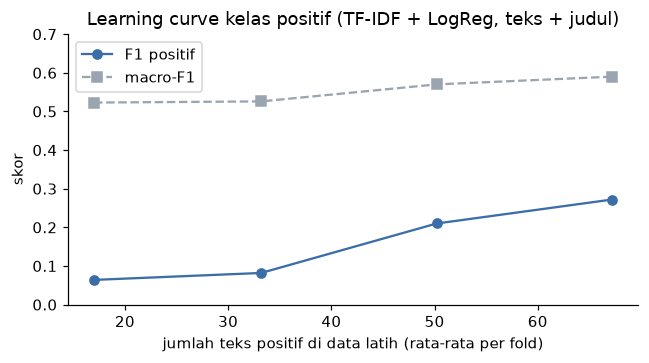 Learning curve kelas positif (TF-IDF + LogReg, teks + judul)
F1 positif
macro-F1
skor
0.7
0.6
0.5
0.4
0.3
0.2
0.1
0.0
20 30 40 50 60
jumlah teks positif di data latih (rata-rata per fold)